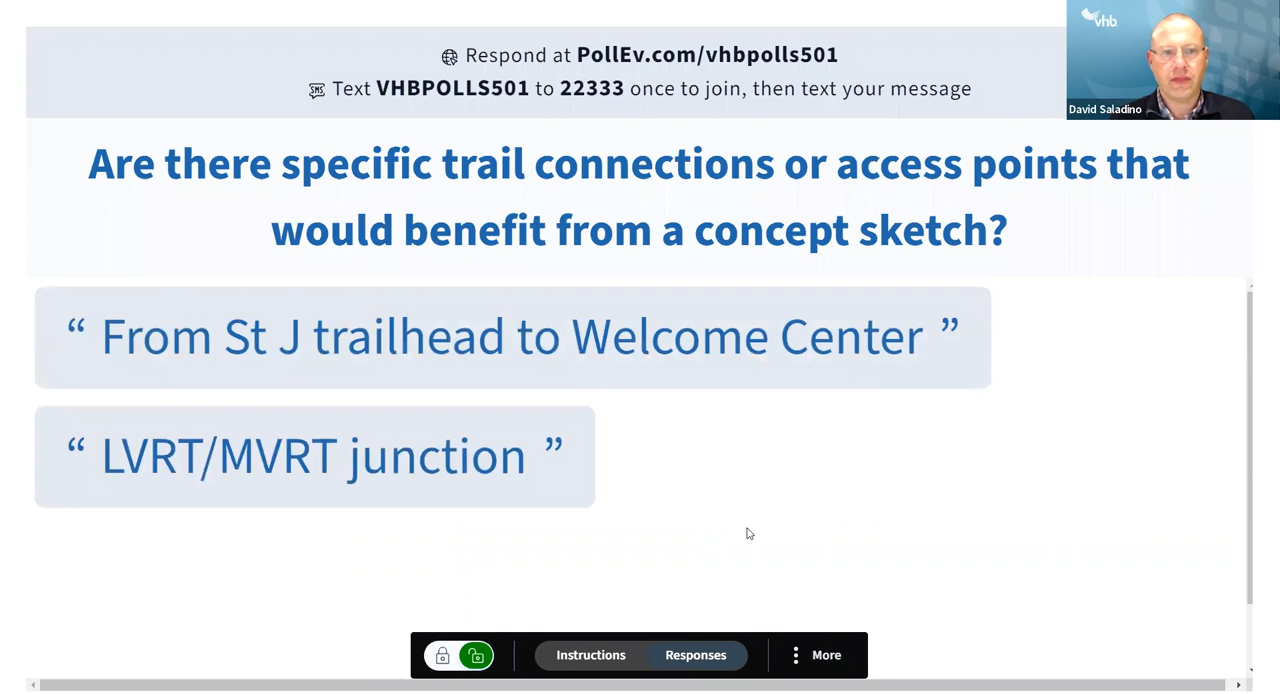 Respond at PollEv.com/vhbpolls501
Text VHBPOLLS501 to 22333 once to join, then text your message
vhb
David Saladino
Are there specific trail connections or access points that
would benefit from a concept sketch?
“ From St J trailhead to Welcome Center ”
“ LVRT/MVRT junction ”
Instructions Responses More